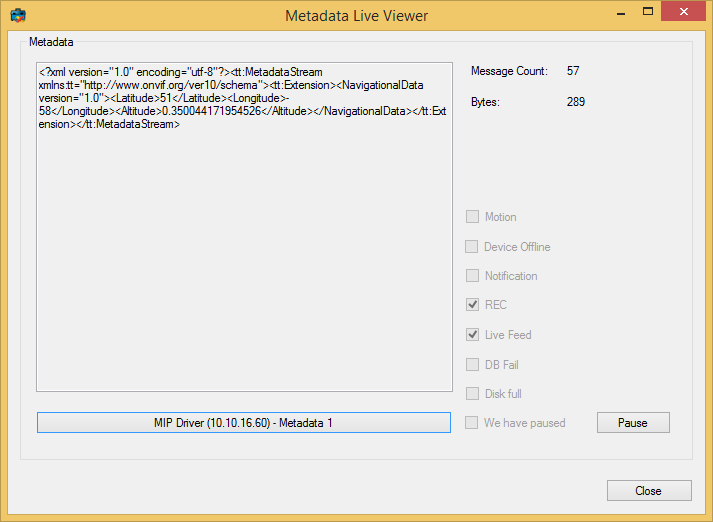 Metadata Live Viewer
Metadata
<?xml version="1.0" encoding="utf-8"?><tt:MetadataStream
xmlns:tt="http://www.onvif.org/ver10/schema"><tt:Extension><NavigationalData
version="1.0"><Latitude>51</Latitude><Longitude>-
58</Longitude><Altitude>0.350044171954526</Altitude></NavigationalData></tt:Ext
ension></tt:MetadataStream>
Message Count: 57
Bytes: 289
Motion
Device Offline
Notification
REC
Live Feed
DB Fail
Disk full
MIP Driver (10.10.16.60) - Metadata 1
We have paused
Pause
Close